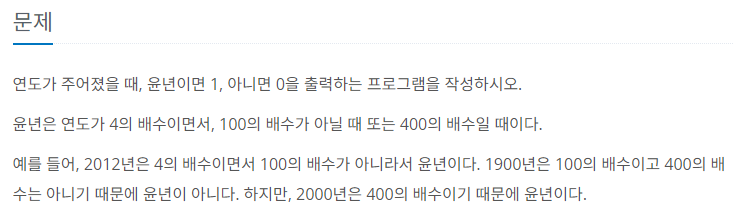 문제
연도가 주어졌을 때, 윤년이면 1, 아니면 0을 출력하는 프로그램을 작성하시오.
윤년은 연도가 4의 배수이면서, 100의 배수가 아닐 때 또는 400의 배수일 때이다.
예를 들어, 2012년은 4의 배수이면서 100의 배수가 아니라서 윤년이다. 1900년은 100의 배수이고 400의 배
수는 아니기 때문에 윤년이 아니다. 하지만, 2000년은 400의 배수이기 때문에 윤년이다.